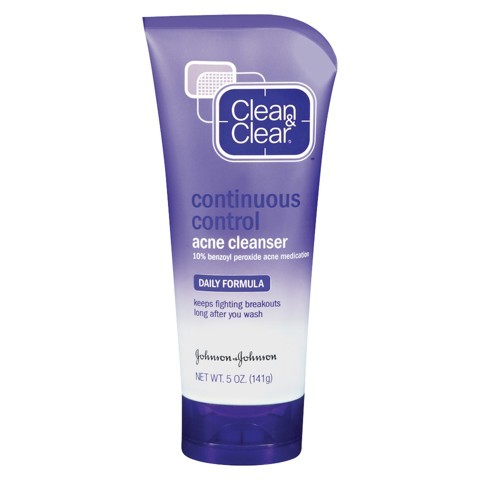 Clean &
Clear®
continuous
control
acne cleanser
10% benzoyl peroxide acne medication
DAILY FORMULA
keeps fighting breakouts
long after you wash
Johnson & Johnson
NET WT. 5 OZ. (141g)